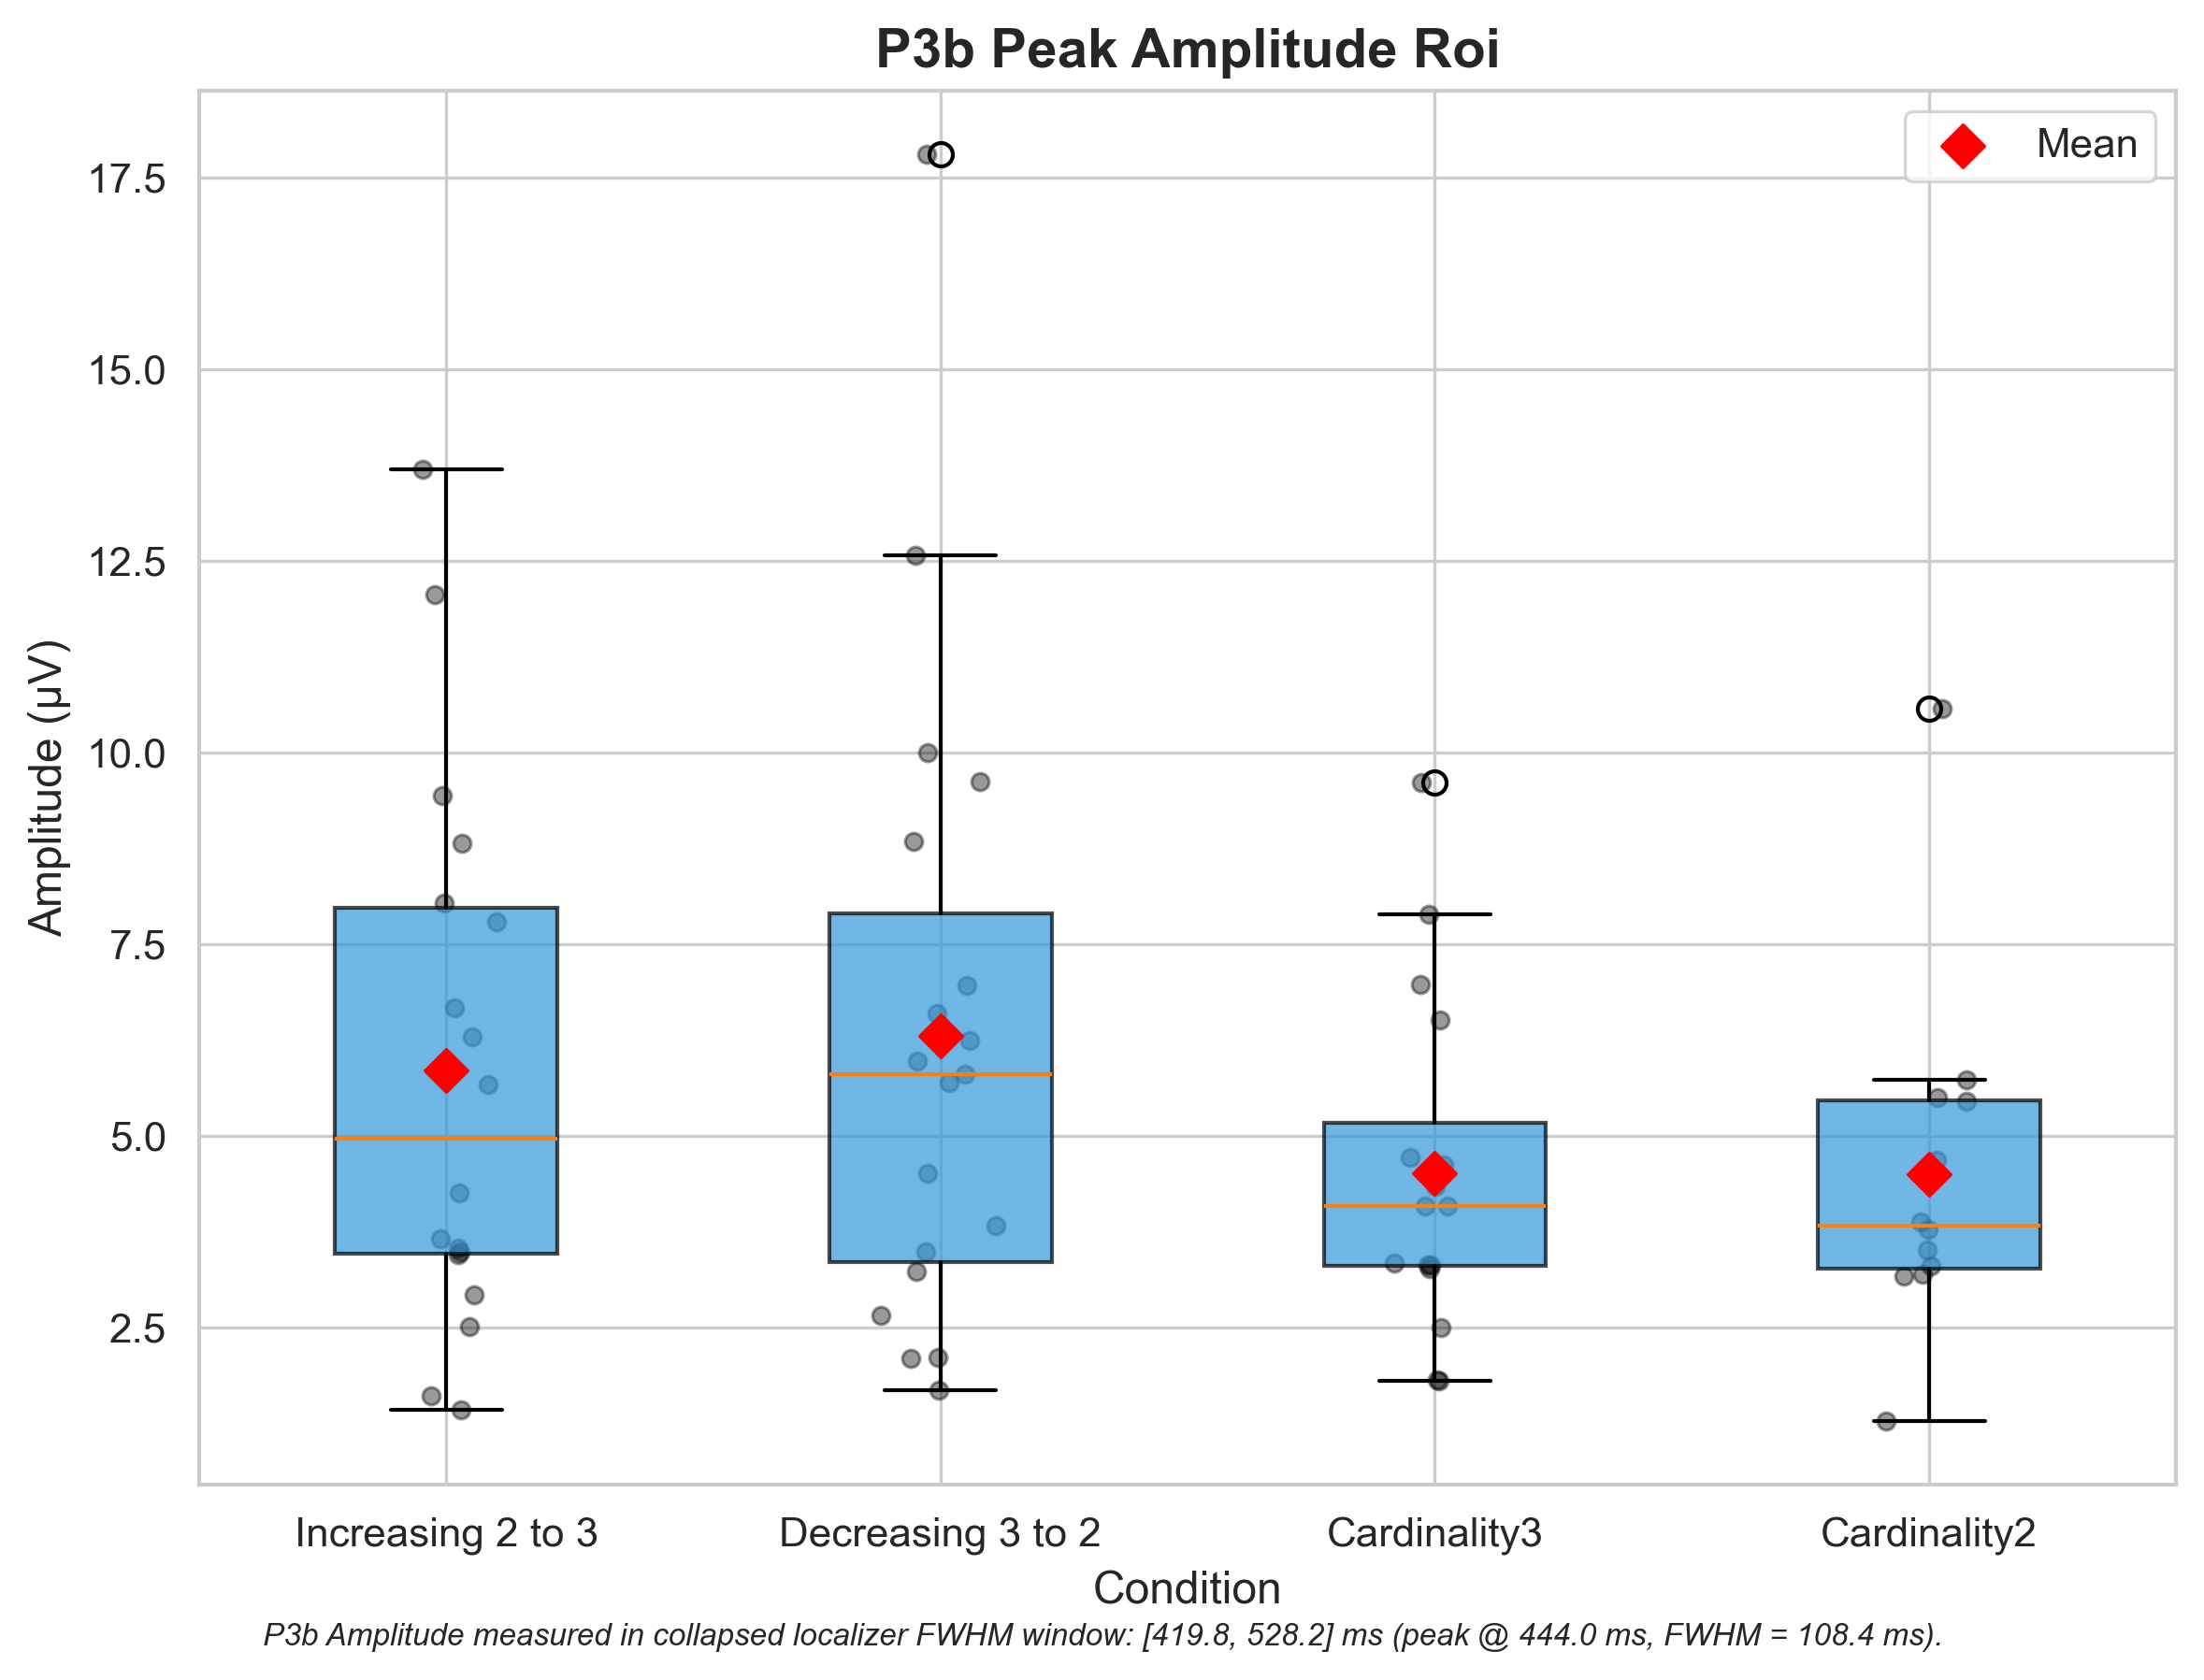 P3b Peak Amplitude Roi
Mean
17.5
15.0
12.5
10.0
7.5
5.0
2.5
Amplitude (µV)
Increasing 2 to 3
Decreasing 3 to 2
Cardinality3
Cardinality2
Condition
P3b Amplitude measured in collapsed localizer FWHM window: [419.8, 528.2] ms (peak @ 444.0 ms, FWHM = 108.4 ms).